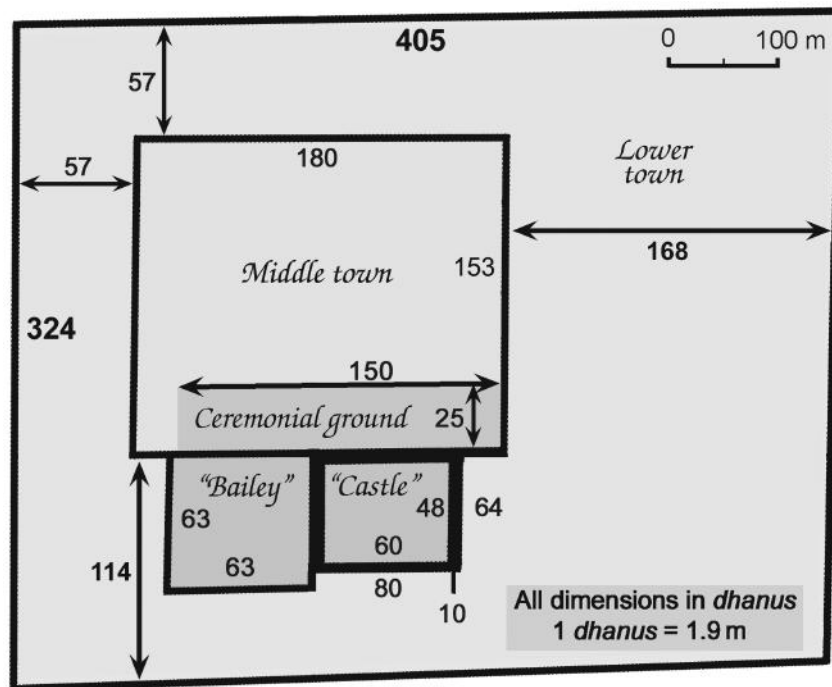 405
0 100 m
57
57
180
Lower
town
168
Middle town
153
324
150
Ceremonial ground
25
"Bailey"
"Castle"
63
48
64
60
63
114
80
10
All dimensions in dhanus
1 dhanus = 1.9 m